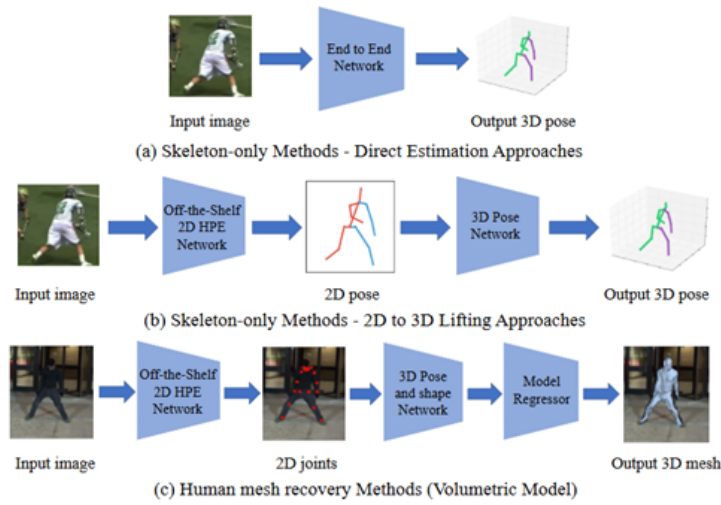 End to End
Network
Input image
Output 3D pose
(a) Skeleton-only Methods - Direct Estimation Approaches
Off-the-Shelf
2D HPE
Network
3D Pose
Network
Input image
2D pose
Output 3D pose
(b) Skeleton-only Methods - 2D to 3D Lifting Approaches
Off-the-Shelf
2D HPE
Network
3D Pose
and shape
Network
Model
Regressor
Input image
2D joints
Output 3D mesh
(c) Human mesh recovery Methods (Volumetric Model)